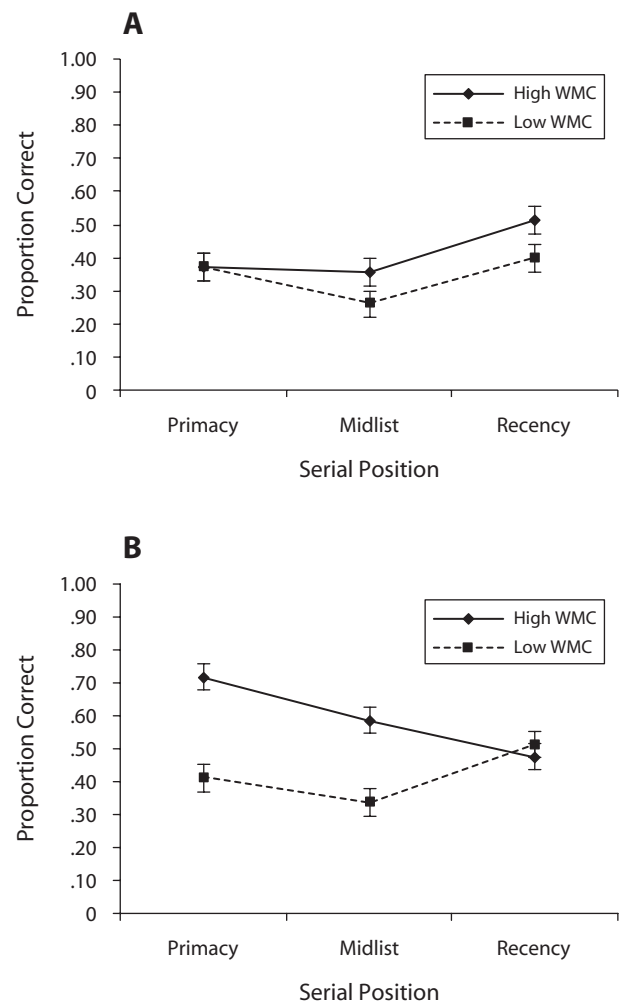 A
1.00
.90
.80
.70
.60
.50
.40
.30
.20
.10
0
Proportion Correct
High WMC
Low WMC
Primacy
Midlist
Recency
Serial Position
B
1.00
.90
.80
.70
.60
.50
.40
.30
.20
.10
0
Proportion Correct
High WMC
Low WMC
Primacy
Midlist
Recency
Serial Position